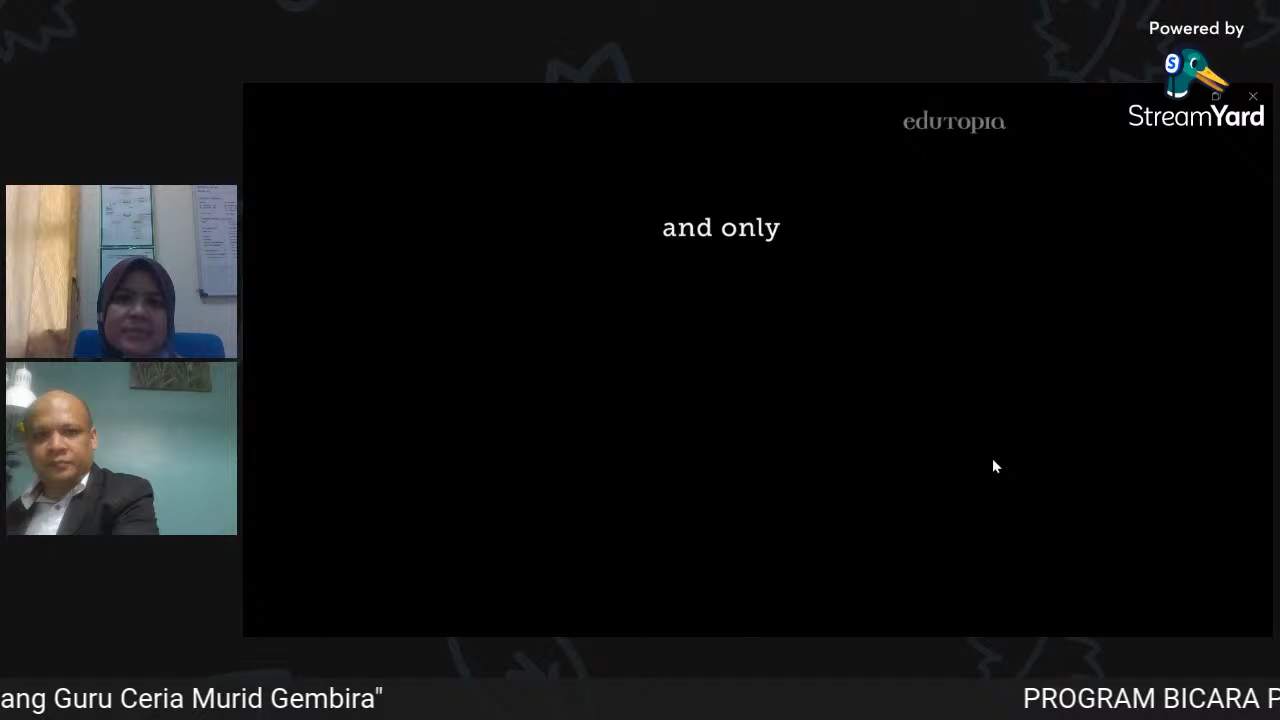 Powered by
StreamYard
edutopia
and only
ang Guru Ceria Murid Gembira"
PROGRAM BICARA P